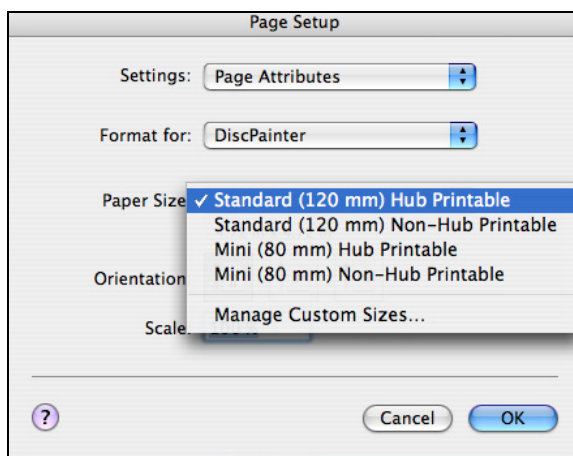 Page Setup
Settings: Page Attributes
Format for: DiscPainter
Paper Size ✓ Standard (120 mm) Hub Printable
Standard (120 mm) Non-Hub Printable
Mini (80 mm) Hub Printable
Mini (80 mm) Non-Hub Printable
Orientation
Manage Custom Sizes...
Scale:
? Cancel OK